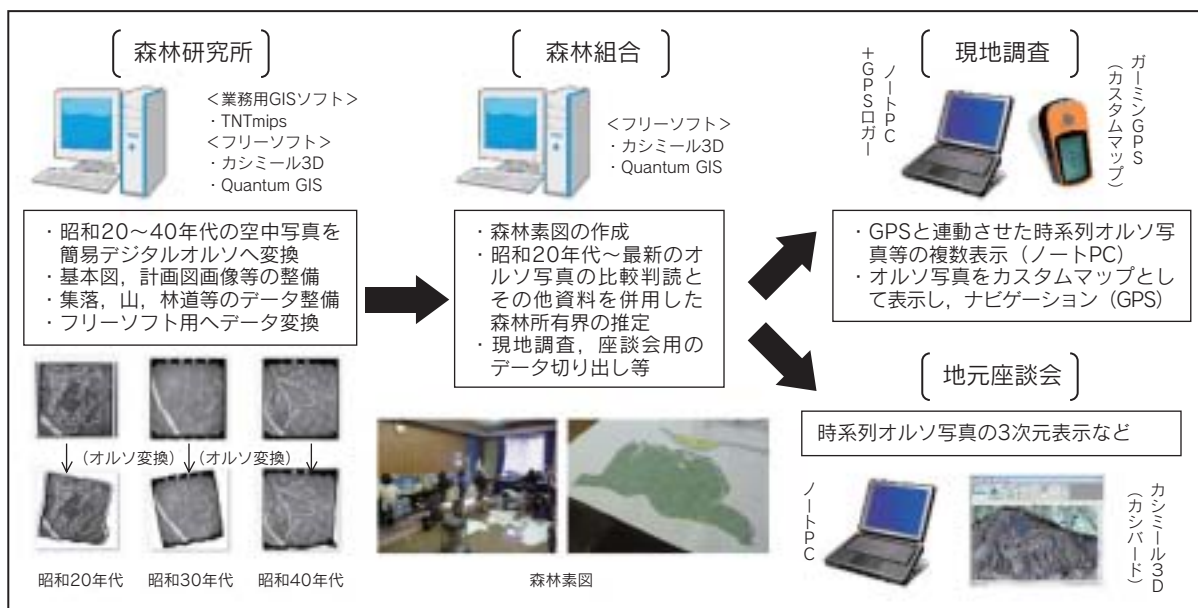 森林研究所
<業務用GISソフト>
・TNTmips
<フリーソフト>
・カシミール3D
・Quantum GIS
・昭和20〜40年代の空中写真を
簡易デジタルオルソへ変換
・基本図，計画図画像等の整備
・集落，山，林道等のデータ整備
・フリーソフト用へデータ変換
(オルソ変換)
(オルソ変換)
昭和20年代
昭和30年代
昭和40年代
森林組合
<フリーソフト>
・カシミール3D
・Quantum GIS
・森林素図の作成
・昭和20年代〜最新のオ
ルソ写真の比較判読と
その他資料を併用した
森林所有界の推定
・現地調査，座談会用の
データ切り出し等
森林素図
現地調査
ノートPC
＋GPSロガー
ガーミンGPS
(カスタムマップ)
・GPSと連動させた時系列オルソ写
真等の複数表示（ノートPC）
・オルソ写真をカスタムマップとし
て表示し，ナビゲーション（GPS）
地元座談会
時系列オルソ写真の3次元表示など
ノートPC
カシミール3D
(カシバード)